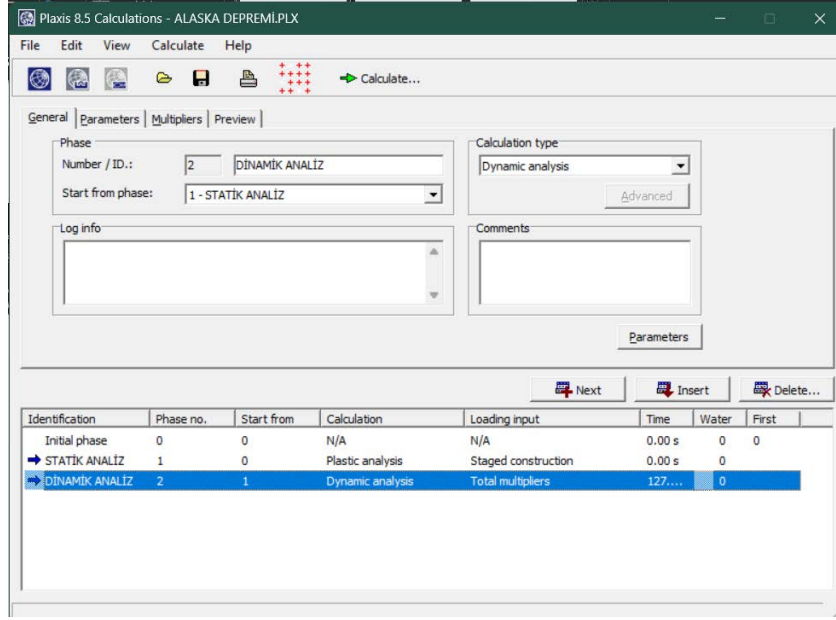 Plaxis 8.5 Calculations - ALASKA DEPREMİ.PLX
File Edit View Calculate Help
Calculate...
General Parameters Multipliers Preview
Phase
Number / ID.: 2 DİNAMİK ANALİZ
Start from phase: 1 - STATİK ANALİZ
Calculation type
Dynamic analysis
Advanced
Log info
Comments
Parameters
Next Insert Delete...
Identification Phase no. Start from Calculation Loading input Time Water First
Initial phase 0 0 N/A N/A 0.00 s 0 0
STATİK ANALİZ 1 0 Plastic analysis Staged construction 0.00 s 0
DİNAMİK ANALİZ 2 1 Dynamic analysis Total multipliers 127.... 0